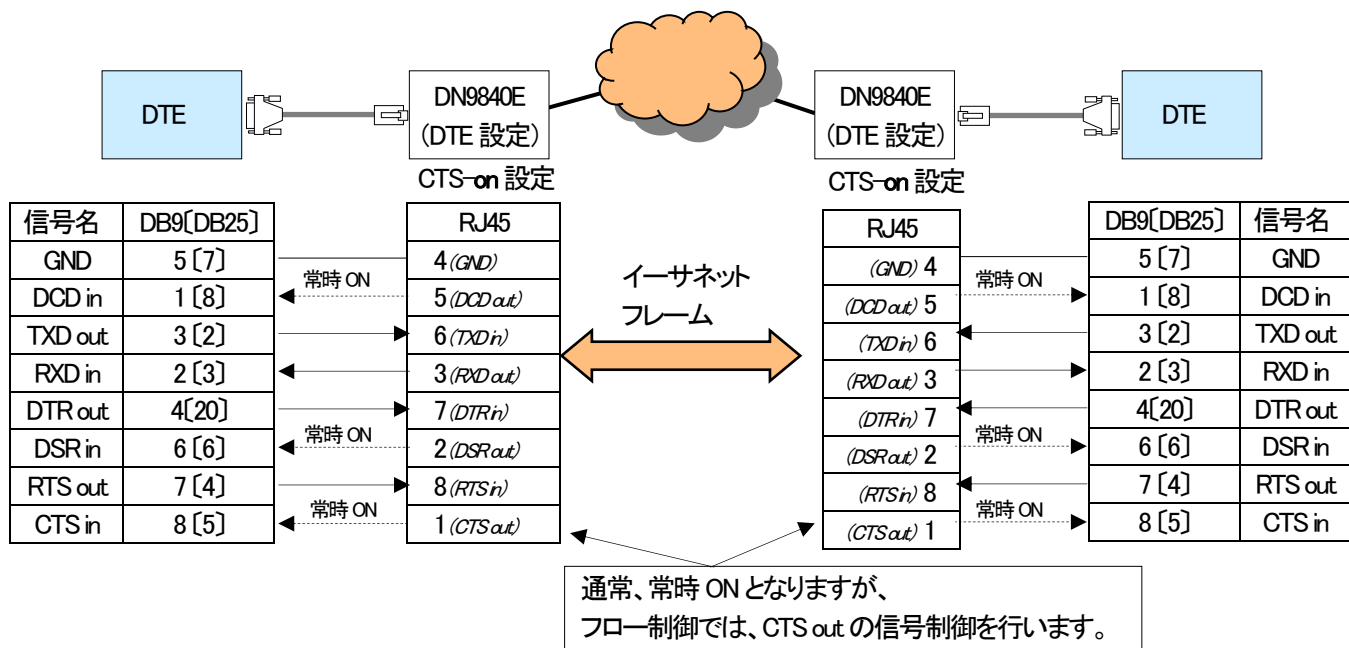 DTE
DN9840E
(DTE 設定)
CTS-on 設定
DN9840E
(DTE 設定)
CTS-on 設定
DTE
信号名 DB9〔DB25〕
GND 5〔7〕
DCD in 1〔8〕
TXD out 3〔2〕
RXD in 2〔3〕
DTR out 4〔20〕
DSR in 6〔6〕
RTS out 7〔4〕
CTS in 8〔5〕
常時 ON
常時 ON
常時 ON
RJ45
4(GND)
5(DCD out)
6(TXD in)
3(RXD out)
7(DTR in)
2(DSR out)
8(RTS in)
1(CTS out)
イーサネット
フレーム
RJ45
(GND) 4
(DCD out) 5
(TXD in) 6
(RXD out) 3
(DTR in) 7
(DSR out) 2
(RTS in) 8
(CTS out) 1
常時 ON
常時 ON
常時 ON
DB9〔DB25〕 信号名
5〔7〕 GND
1〔8〕 DCD in
3〔2〕 TXD out
2〔3〕 RXD in
4〔20〕 DTR out
6〔6〕 DSR in
7〔4〕 RTS out
8〔5〕 CTS in
通常、常時 ON となりますが、
フロー制御では、CTS out の信号制御を行います。